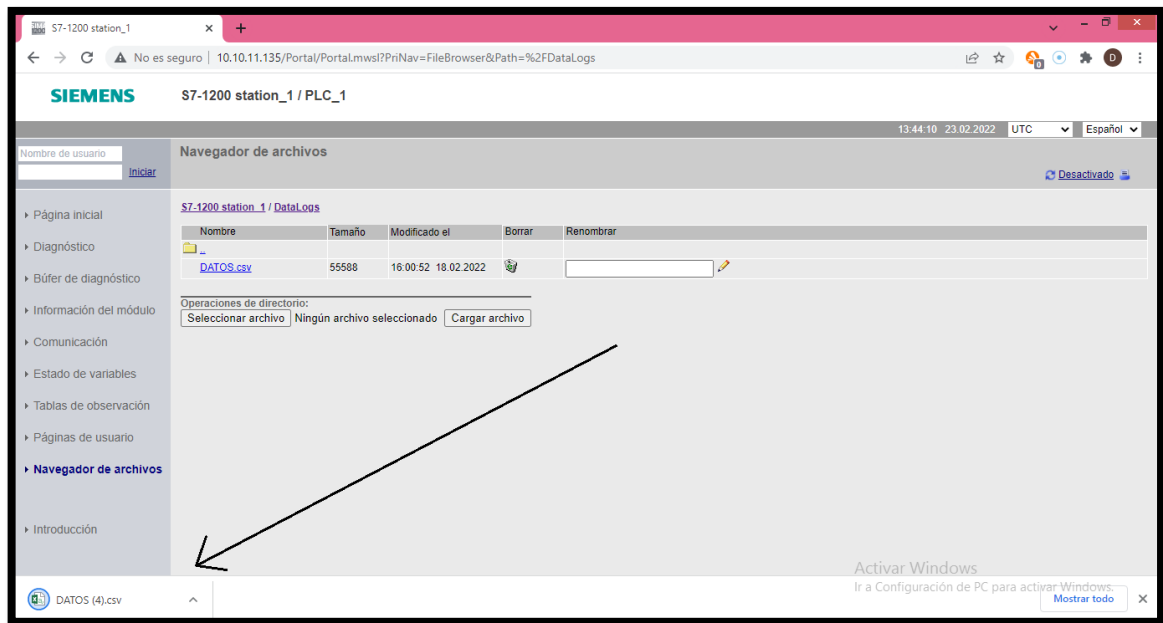 S7-1200 station_1
No es seguro 10.10.11.135/Portal/Portal.mwsl?PriNav=FileBrowser&Path=%2FDataLogs
0
D
SIEMENS
S7-1200 station_1 / PLC_1
13:44:10 23.02.2022 UTC Español
Nombre de usuario
Iniciar
Navegador de archivos
Desactivado
Página inicial
Diagnóstico
Búfer de diagnóstico
Información del módulo
Comunicación
Estado de variables
Tablas de observación
Páginas de usuario
Navegador de archivos
Introducción
S7-1200 station_1 / DataLogs
Nombre Tamaño Modificado el Borrar Renombrar
..
DATOS.csv 55588 16:00:52 18.02.2022
Operaciones de directorio:
Seleccionar archivo Ningún archivo seleccionado Cargar archivo
Activar Windows
Ir a Configuración de PC para activar Windows.
DATOS (4).csv
Mostrar todo